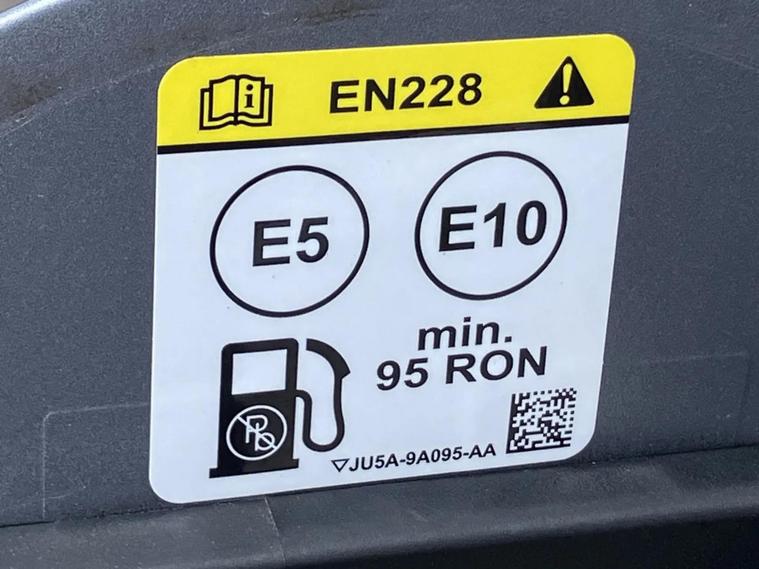 i EN228 !
E5 E10
min.
95 RON
Pb
▽JU5A-9A095-AA